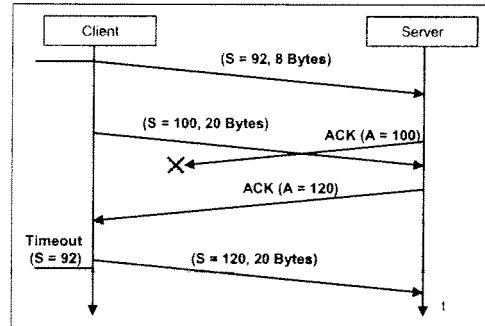 Client
Server
(S = 92, 8 Bytes)
(S = 100, 20 Bytes)
ACK (A = 100)
ACK (A = 120)
Timeout
(S = 92)
(S = 120, 20 Bytes)
t